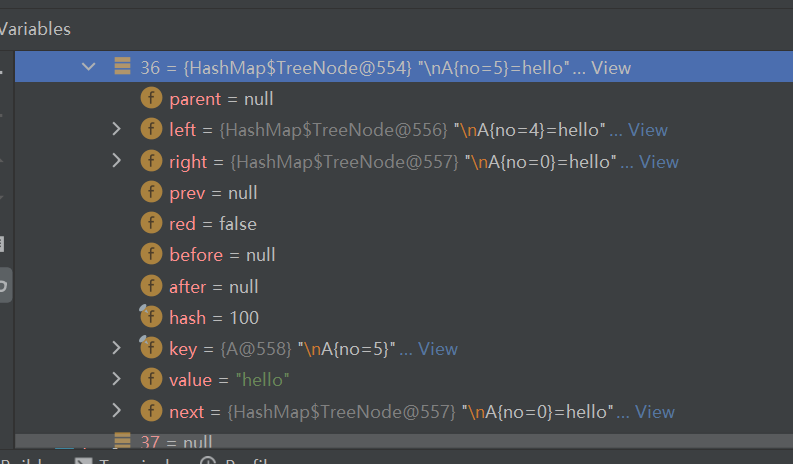 Variables
36 = {HashMap$TreeNode@554} "\nA{no=5}=hello"... View
parent = null
left = {HashMap$TreeNode@556} "\nA{no=4}=hello"... View
right = {HashMap$TreeNode@557} "\nA{no=0}=hello"... View
prev = null
red = false
before = null
after = null
hash = 100
key = {A@558} "\nA{no=5}"... View
value = "hello"
next = {HashMap$TreeNode@557} "\nA{no=0}=hello"... View
37 = null